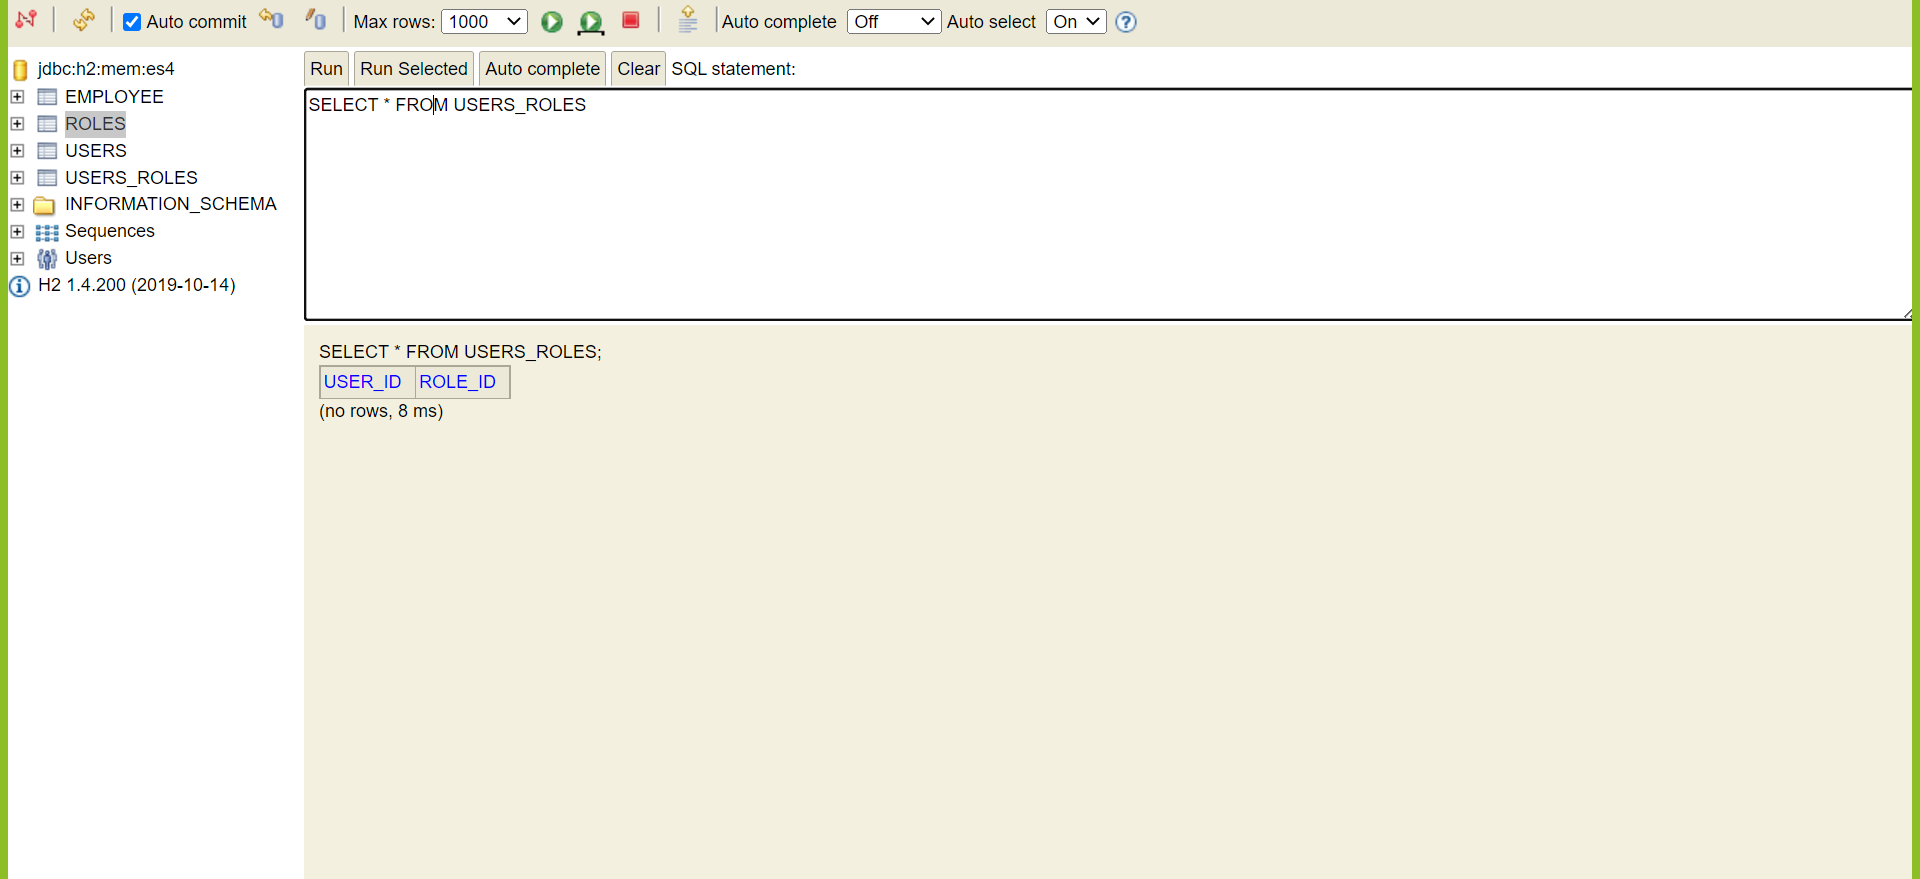 Auto commit Max rows: 1000 Auto complete Off Auto select On
jdbc:h2:mem:es4
EMPLOYEE
ROLES
USERS
USERS_ROLES
INFORMATION_SCHEMA
Sequences
Users
H2 1.4.200 (2019-10-14)
Run Run Selected Auto complete Clear SQL statement:
SELECT * FROM USERS_ROLES
SELECT * FROM USERS_ROLES;
USER_ID ROLE_ID
(no rows, 8 ms)